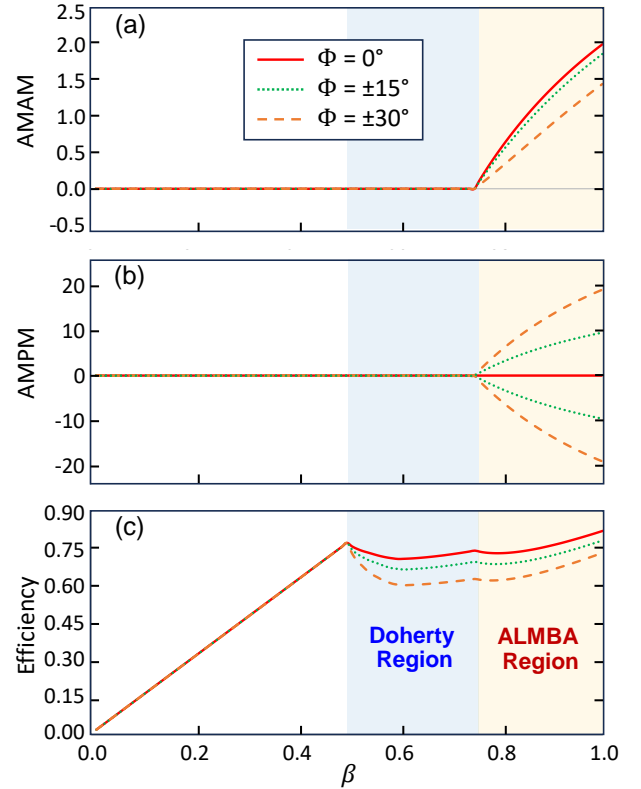 (a)
AMAM
2.5
2.0
1.5
1.0
0.5
0.0
-0.5
Φ = 0°
Φ = ±15°
Φ = ±30°
(b)
AMPM
20
10
0
-10
-20
(c)
Efficiency
0.90
0.75
0.60
0.45
0.30
0.15
0.00
Doherty
Region
ALMBA
Region
0.0 0.2 0.4 0.6 0.8 1.0
β